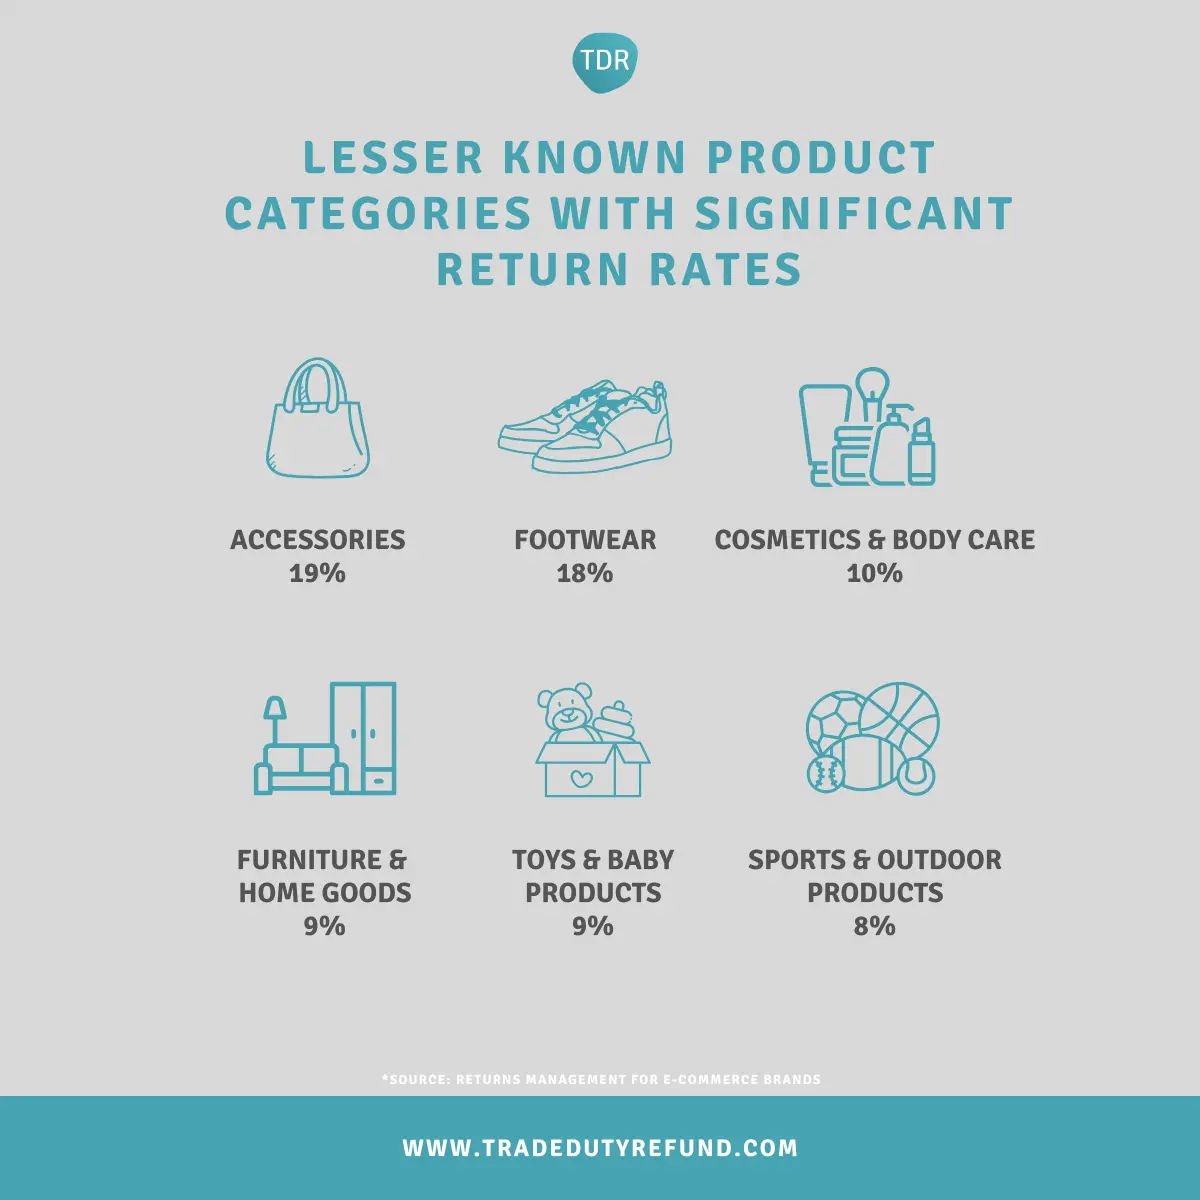 TDR
LESSER KNOWN PRODUCT
CATEGORIES WITH SIGNIFICANT
RETURN RATES
ACCESSORIES
19%
FOOTWEAR
18%
COSMETICS & BODY CARE
10%
FURNITURE &
HOME GOODS
9%
TOYS & BABY
PRODUCTS
9%
SPORTS & OUTDOOR
PRODUCTS
8%
*SOURCE: RETURNS MANAGEMENT FOR E-COMMERCE BRANDS
WWW.TRADEDUTYREFUND.COM